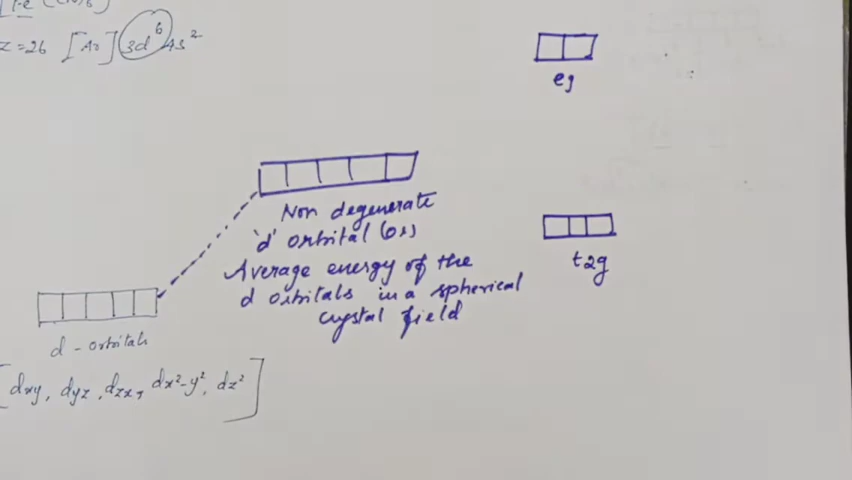 Z=26 [Ar] 3d⁶ 4s²
eg
Non degenerate
'd' orbital (or)
Average energy of the
d orbitals in a spherical
crystal field
t2g
d - orbitals
[dxy, dyz, dzx, dx²-y², dz²]